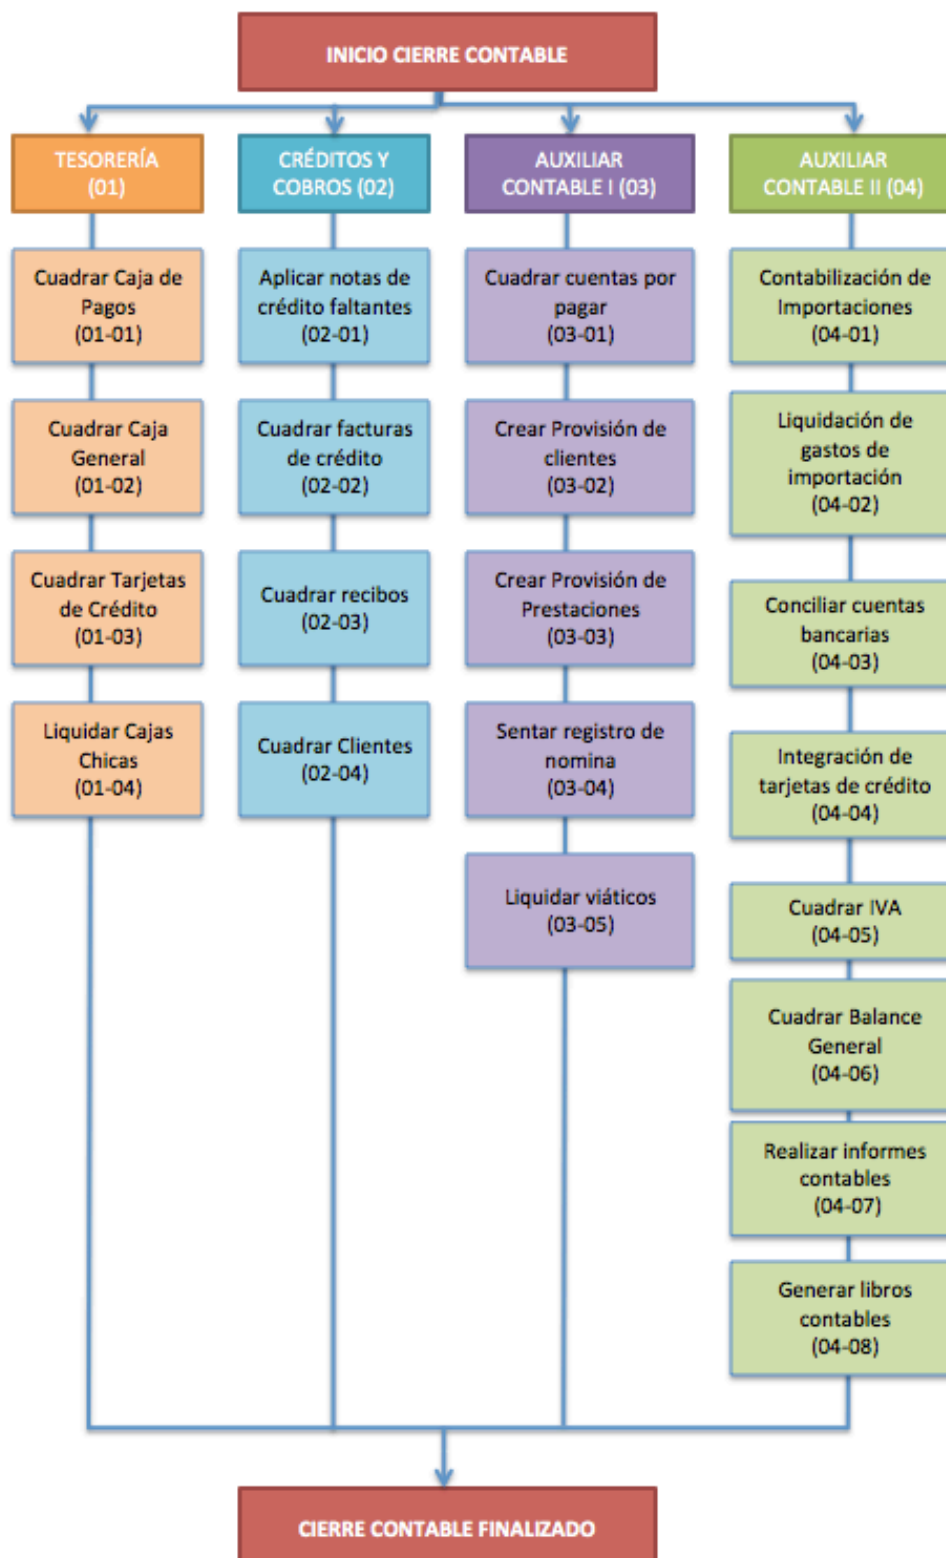 INICIO CIERRE CONTABLE
TESORERÍA
(01)
Cuadrar Caja de
Pagos
(01-01)
Cuadrar Caja
General
(01-02)
Cuadrar Tarjetas
de Crédito
(01-03)
Liquidar Cajas
Chicas
(01-04)
CRÉDITOS Y
COBROS (02)
Aplicar notas de
crédito faltantes
(02-01)
Cuadrar facturas
de crédito
(02-02)
Cuadrar recibos
(02-03)
Cuadrar Clientes
(02-04)
AUXILIAR
CONTABLE I (03)
Cuadrar cuentas por
pagar
(03-01)
Crear Provisión de
clientes
(03-02)
Crear Provisión de
Prestaciones
(03-03)
Sentar registro de
nomina
(03-04)
Liquidar viáticos
(03-05)
AUXILIAR
CONTABLE II (04)
Contabilización de
Importaciones
(04-01)
Liquidación de
gastos de
importación
(04-02)
Conciliar cuentas
bancarias
(04-03)
Integración de
tarjetas de crédito
(04-04)
Cuadrar IVA
(04-05)
Cuadrar Balance
General
(04-06)
Realizar informes
contables
(04-07)
Generar libros
contables
(04-08)
CIERRE CONTABLE FINALIZADO